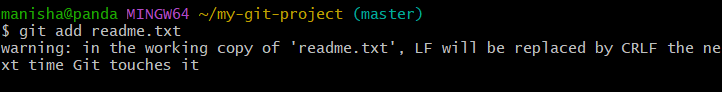 manisha@panda MINGW64 ~/my-git-project (master)
$ git add readme.txt
warning: in the working copy of 'readme.txt', LF will be replaced by CRLF the ne
xt time Git touches it